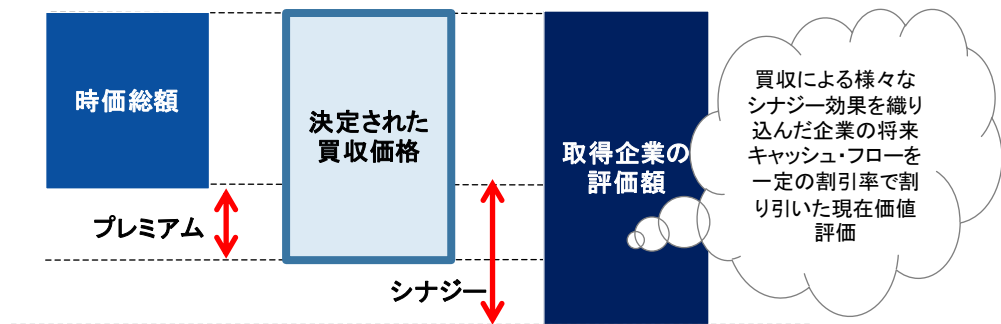 時価総額
決定された
買収価格
取得企業の
評価額
買収による様々な
シナジー効果を織り
込んだ企業の将来
キャッシュ・フローを
一定の割引率で割
り引いた現在価値
評価
プレミアム
シナジー